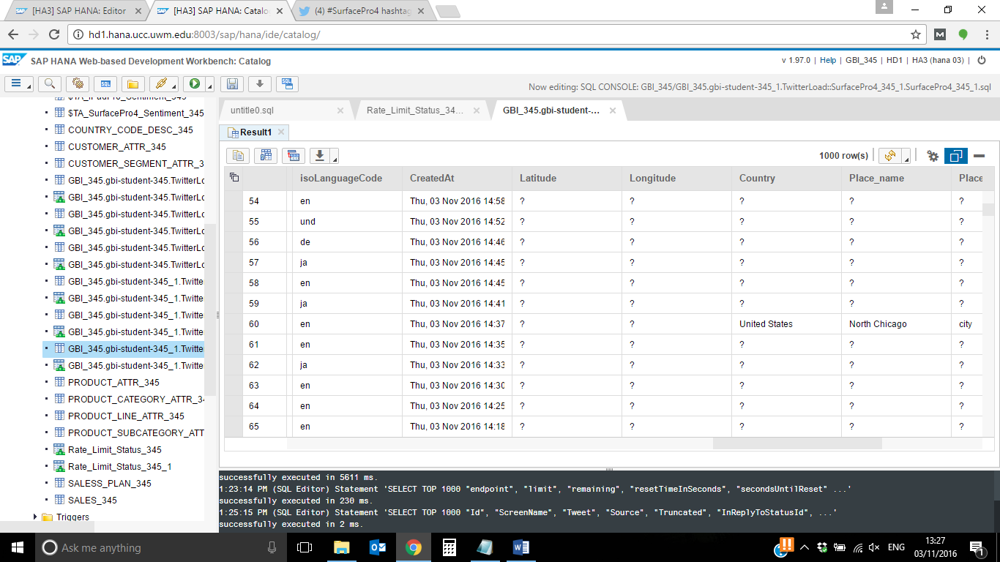 [HA3] SAP HANA: Editor
[HA3] SAP HANA: Catalo
(4) #SurfacePro4 hashtag
hd1.hana.ucc.uwm.edu:8003/sap/hana/ide/catalog/
SAP SAP HANA Web-based Development Workbench: Catalog
v 1.97.0 | Help | GBI_345 | HD1 | HA3 (hana 03) |
Now editing: SQL CONSOLE: GBI_345/GBI_345.gbi-student-345_1.TwitterLoad::SurfacePro4_345_1.SurfacePro4_345_1.sql
$TA_IPadPro_Sentiment_345
$TA_SurfacePro4_Sentiment_345
COUNTRY_CODE_DESC_345
CUSTOMER_ATTR_345
CUSTOMER_SEGMENT_ATTR_3
GBI_345.gbi-student-345.TwitterLo
GBI_345.gbi-student-345.TwitterLo
GBI_345.gbi-student-345.TwitterLo
GBI_345.gbi-student-345.TwitterLo
GBI_345.gbi-student-345.TwitterLo
GBI_345.gbi-student-345.TwitterLo
GBI_345.gbi-student-345_1.Twitte
GBI_345.gbi-student-345_1.Twitte
GBI_345.gbi-student-345_1.Twitte
GBI_345.gbi-student-345_1.Twitte
GBI_345.gbi-student-345_1.Twitte
GBI_345.gbi-student-345_1.Twitte
PRODUCT_ATTR_345
PRODUCT_CATEGORY_ATTR_34
PRODUCT_LINE_ATTR_345
PRODUCT_SUBCATEGORY_ATT
Rate_Limit_Status_345
Rate_Limit_Status_345_1
SALESS_PLAN_345
SALES_345
Triggers
untitle0.sql
Rate_Limit_Status_34...
GBI_345.gbi-student-...
Result1
1000 row(s)
isoLanguageCode CreatedAt Latitude Longitude Country Place_name Place
54 en Thu, 03 Nov 2016 14:58 ? ? ? ? ?
55 und Thu, 03 Nov 2016 14:52 ? ? ? ? ?
56 de Thu, 03 Nov 2016 14:46 ? ? ? ? ?
57 ja Thu, 03 Nov 2016 14:45 ? ? ? ? ?
58 en Thu, 03 Nov 2016 14:45 ? ? ? ? ?
59 ja Thu, 03 Nov 2016 14:41 ? ? ? ? ?
60 en Thu, 03 Nov 2016 14:37 ? ? United States North Chicago city
61 en Thu, 03 Nov 2016 14:35 ? ? ? ? ?
62 ja Thu, 03 Nov 2016 14:33 ? ? ? ? ?
63 en Thu, 03 Nov 2016 14:30 ? ? ? ? ?
64 en Thu, 03 Nov 2016 14:25 ? ? ? ? ?
65 en Thu, 03 Nov 2016 14:18 ? ? ? ? ?
successfully executed in 5611 ms.
1:23:14 PM (SQL Editor) Statement 'SELECT TOP 1000 "endpoint", "limit", "remaining", "resetTimeInSeconds", "secondsUntilReset" ...'
successfully executed in 230 ms.
1:25:15 PM (SQL Editor) Statement 'SELECT TOP 1000 "Id", "ScreenName", "Tweet", "Source", "Truncated", "InReplyToStatusId", ...'
successfully executed in 2 ms.
Ask me anything
ENG
13:27
03/11/2016